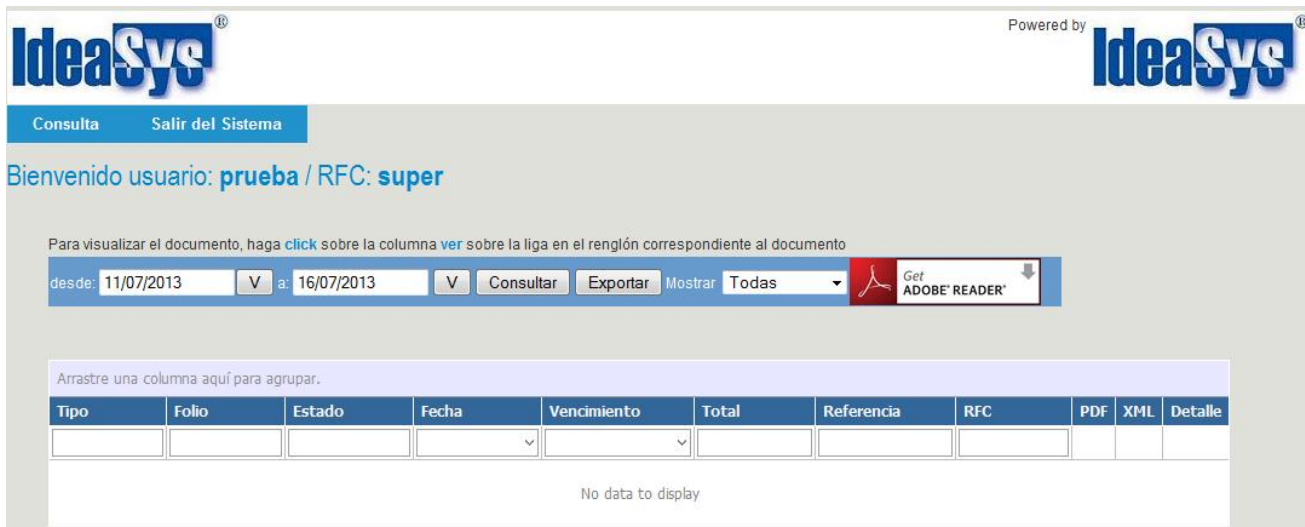 IdeaSys®
Powered by IdeaSys®
Consulta Salir del Sistema
Bienvenido usuario: prueba / RFC: super
Para visualizar el documento, haga click sobre la columna ver sobre la liga en el renglón correspondiente al documento
desde: 11/07/2013 V a: 16/07/2013 V Consultar Exportar Mostrar Todas Get ADOBE® READER®
Arrastre una columna aquí para agrupar.
Tipo Folio Estado Fecha Vencimiento Total Referencia RFC PDF XML Detalle
No data to display